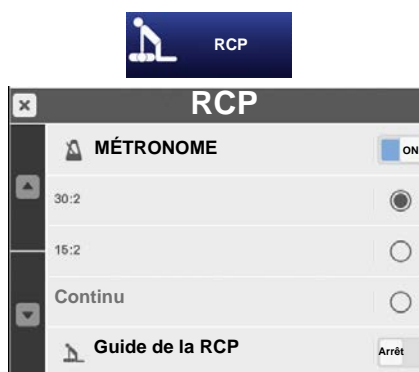 RCP
RCP
MÉTRONOME ON
30:2
15:2
Continu
Guide de la RCP Arrêt